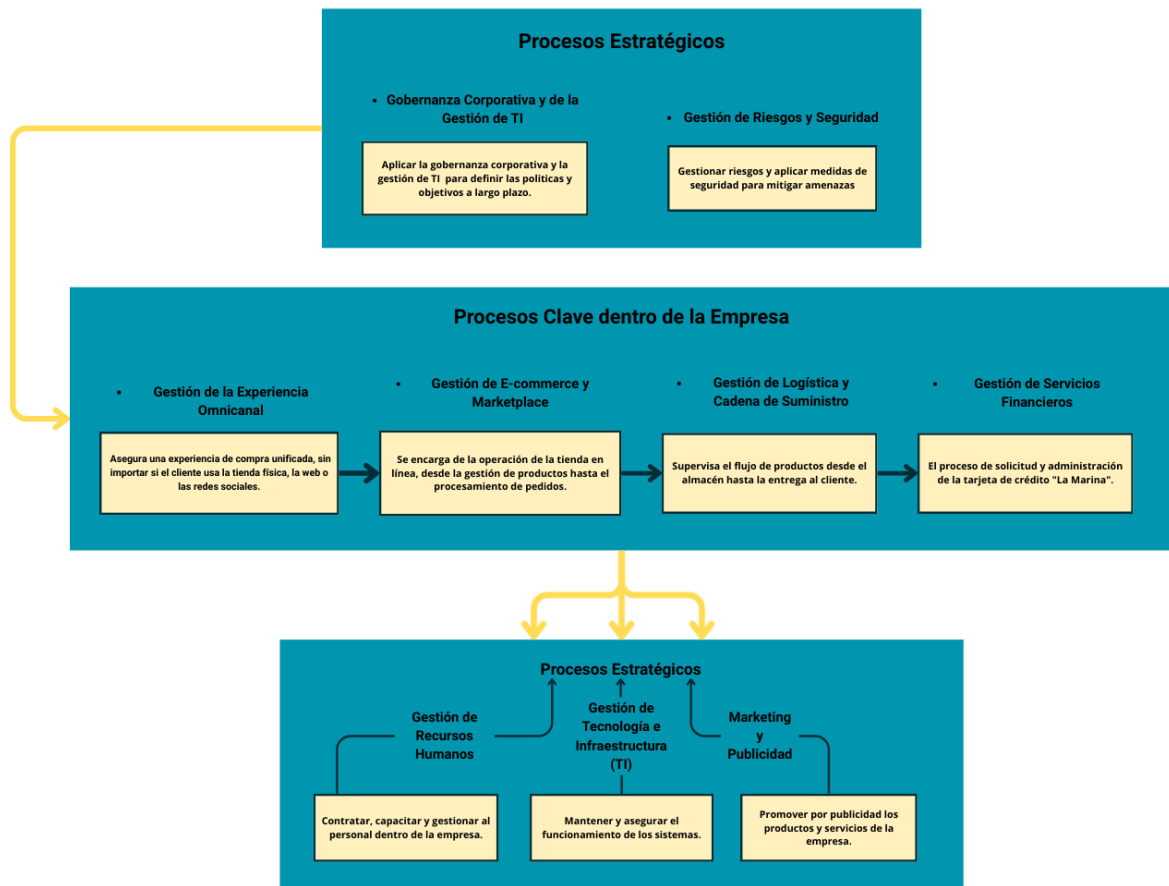 Procesos Estratégicos
• Gobernanza Corporativa y de la
Gestión de TI
Aplicar la gobernanza corporativa y la
gestión de TI para definir las politicas y
objetivos a largo plazo.
• Gestión de Riesgos y Seguridad
Gestionar riesgos y aplicar medidas de
seguridad para mitigar amenazas
Procesos Clave dentro de la Empresa
• Gestión de la Experiencia
Omnicanal
Asegura una experiencia de compra unificada, sin
importar si el cliente usa la tienda física, la web o
las redes sociales.
• Gestión de E-commerce y
Marketplace
Se encarga de la operación de la tienda en
línea, desde la gestión de productos hasta el
procesamiento de pedidos.
• Gestión de Logística y
Cadena de Suministro
Supervisa el flujo de productos desde el
almacén hasta la entrega al cliente.
• Gestión de Servicios
Financieros
El proceso de solicitud y administración
de la tarjeta de crédito "La Marina".
Procesos Estratégicos
Gestión de
Recursos
Humanos
Contratar, capacitar y gestionar al
personal dentro de la empresa.
Gestión de
Tecnología e
Infraestructura
(TI)
Mantener y asegurar el
funcionamiento de los sistemas.
Marketing
y
Publicidad
Promover por publicidad los
productos y servicios de la
empresa.